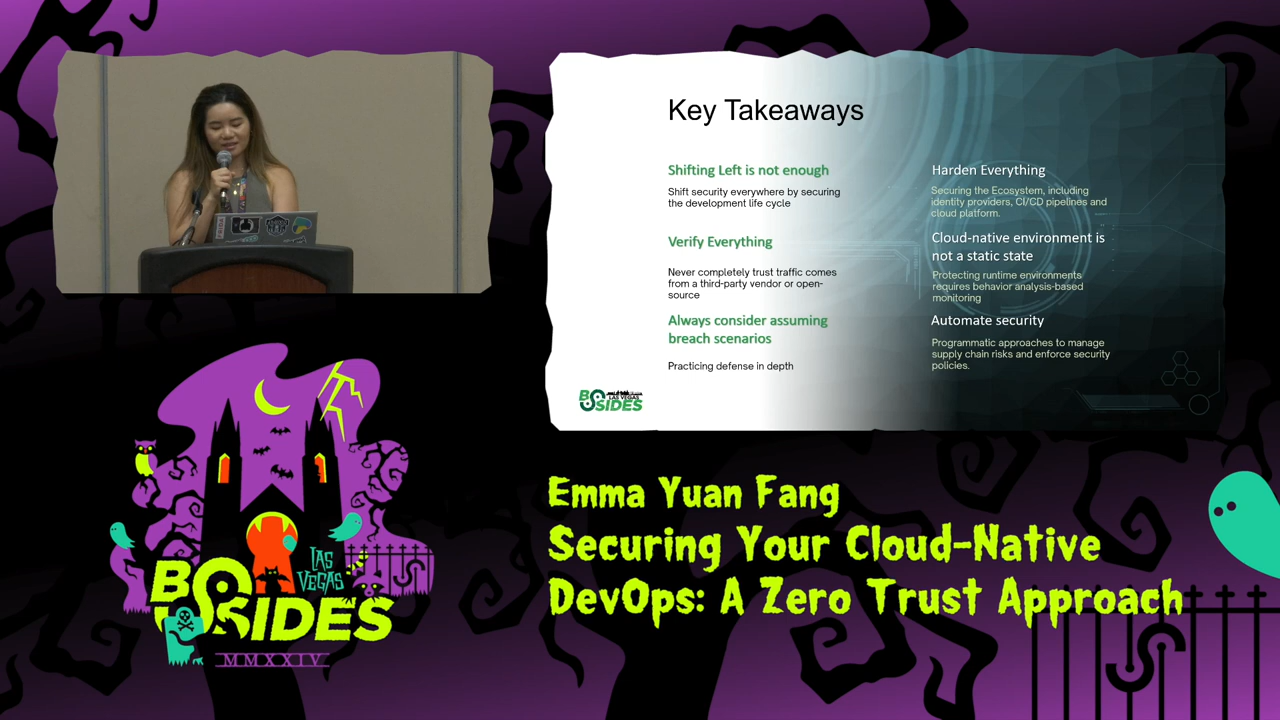 Key Takeaways
Shifting Left is not enough
Shift security everywhere by securing
the development life cycle
Verify Everything
Never completely trust traffic comes
from a third-party vendor or open-
source
Always consider assuming
breach scenarios
Practicing defense in depth
Harden Everything
Securing the Ecosystem, including
identity providers, CI/CD pipelines and
cloud platform.
Cloud-native environment is
not a static state
Protecting runtime environments
requires behavior analysis-based
monitoring
Automate security
Programmatic approaches to manage
supply chain risks and enforce security
policies.
BSIDES
LAS VEGAS
LAS
VEGAS
BSIDES
MMXXIV
Emma Yuan Fang
Securing Your Cloud-Native
DevOps: A Zero Trust Approach